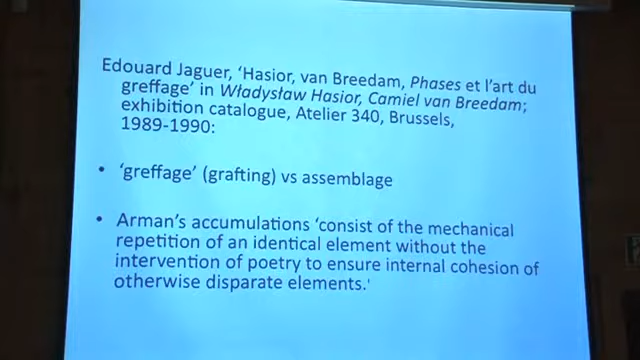 Edouard Jaguer, 'Hasior, van Breedam, Phases et l'art du
greffage' in Władysław Hasior, Camiel van Breedam;
exhibition catalogue, Atelier 340, Brussels,
1989-1990:
• 'greffage' (grafting) vs assemblage
• Arman's accumulations 'consist of the mechanical
repetition of an identical element without the
intervention of poetry to ensure internal cohesion of
otherwise disparate elements.'